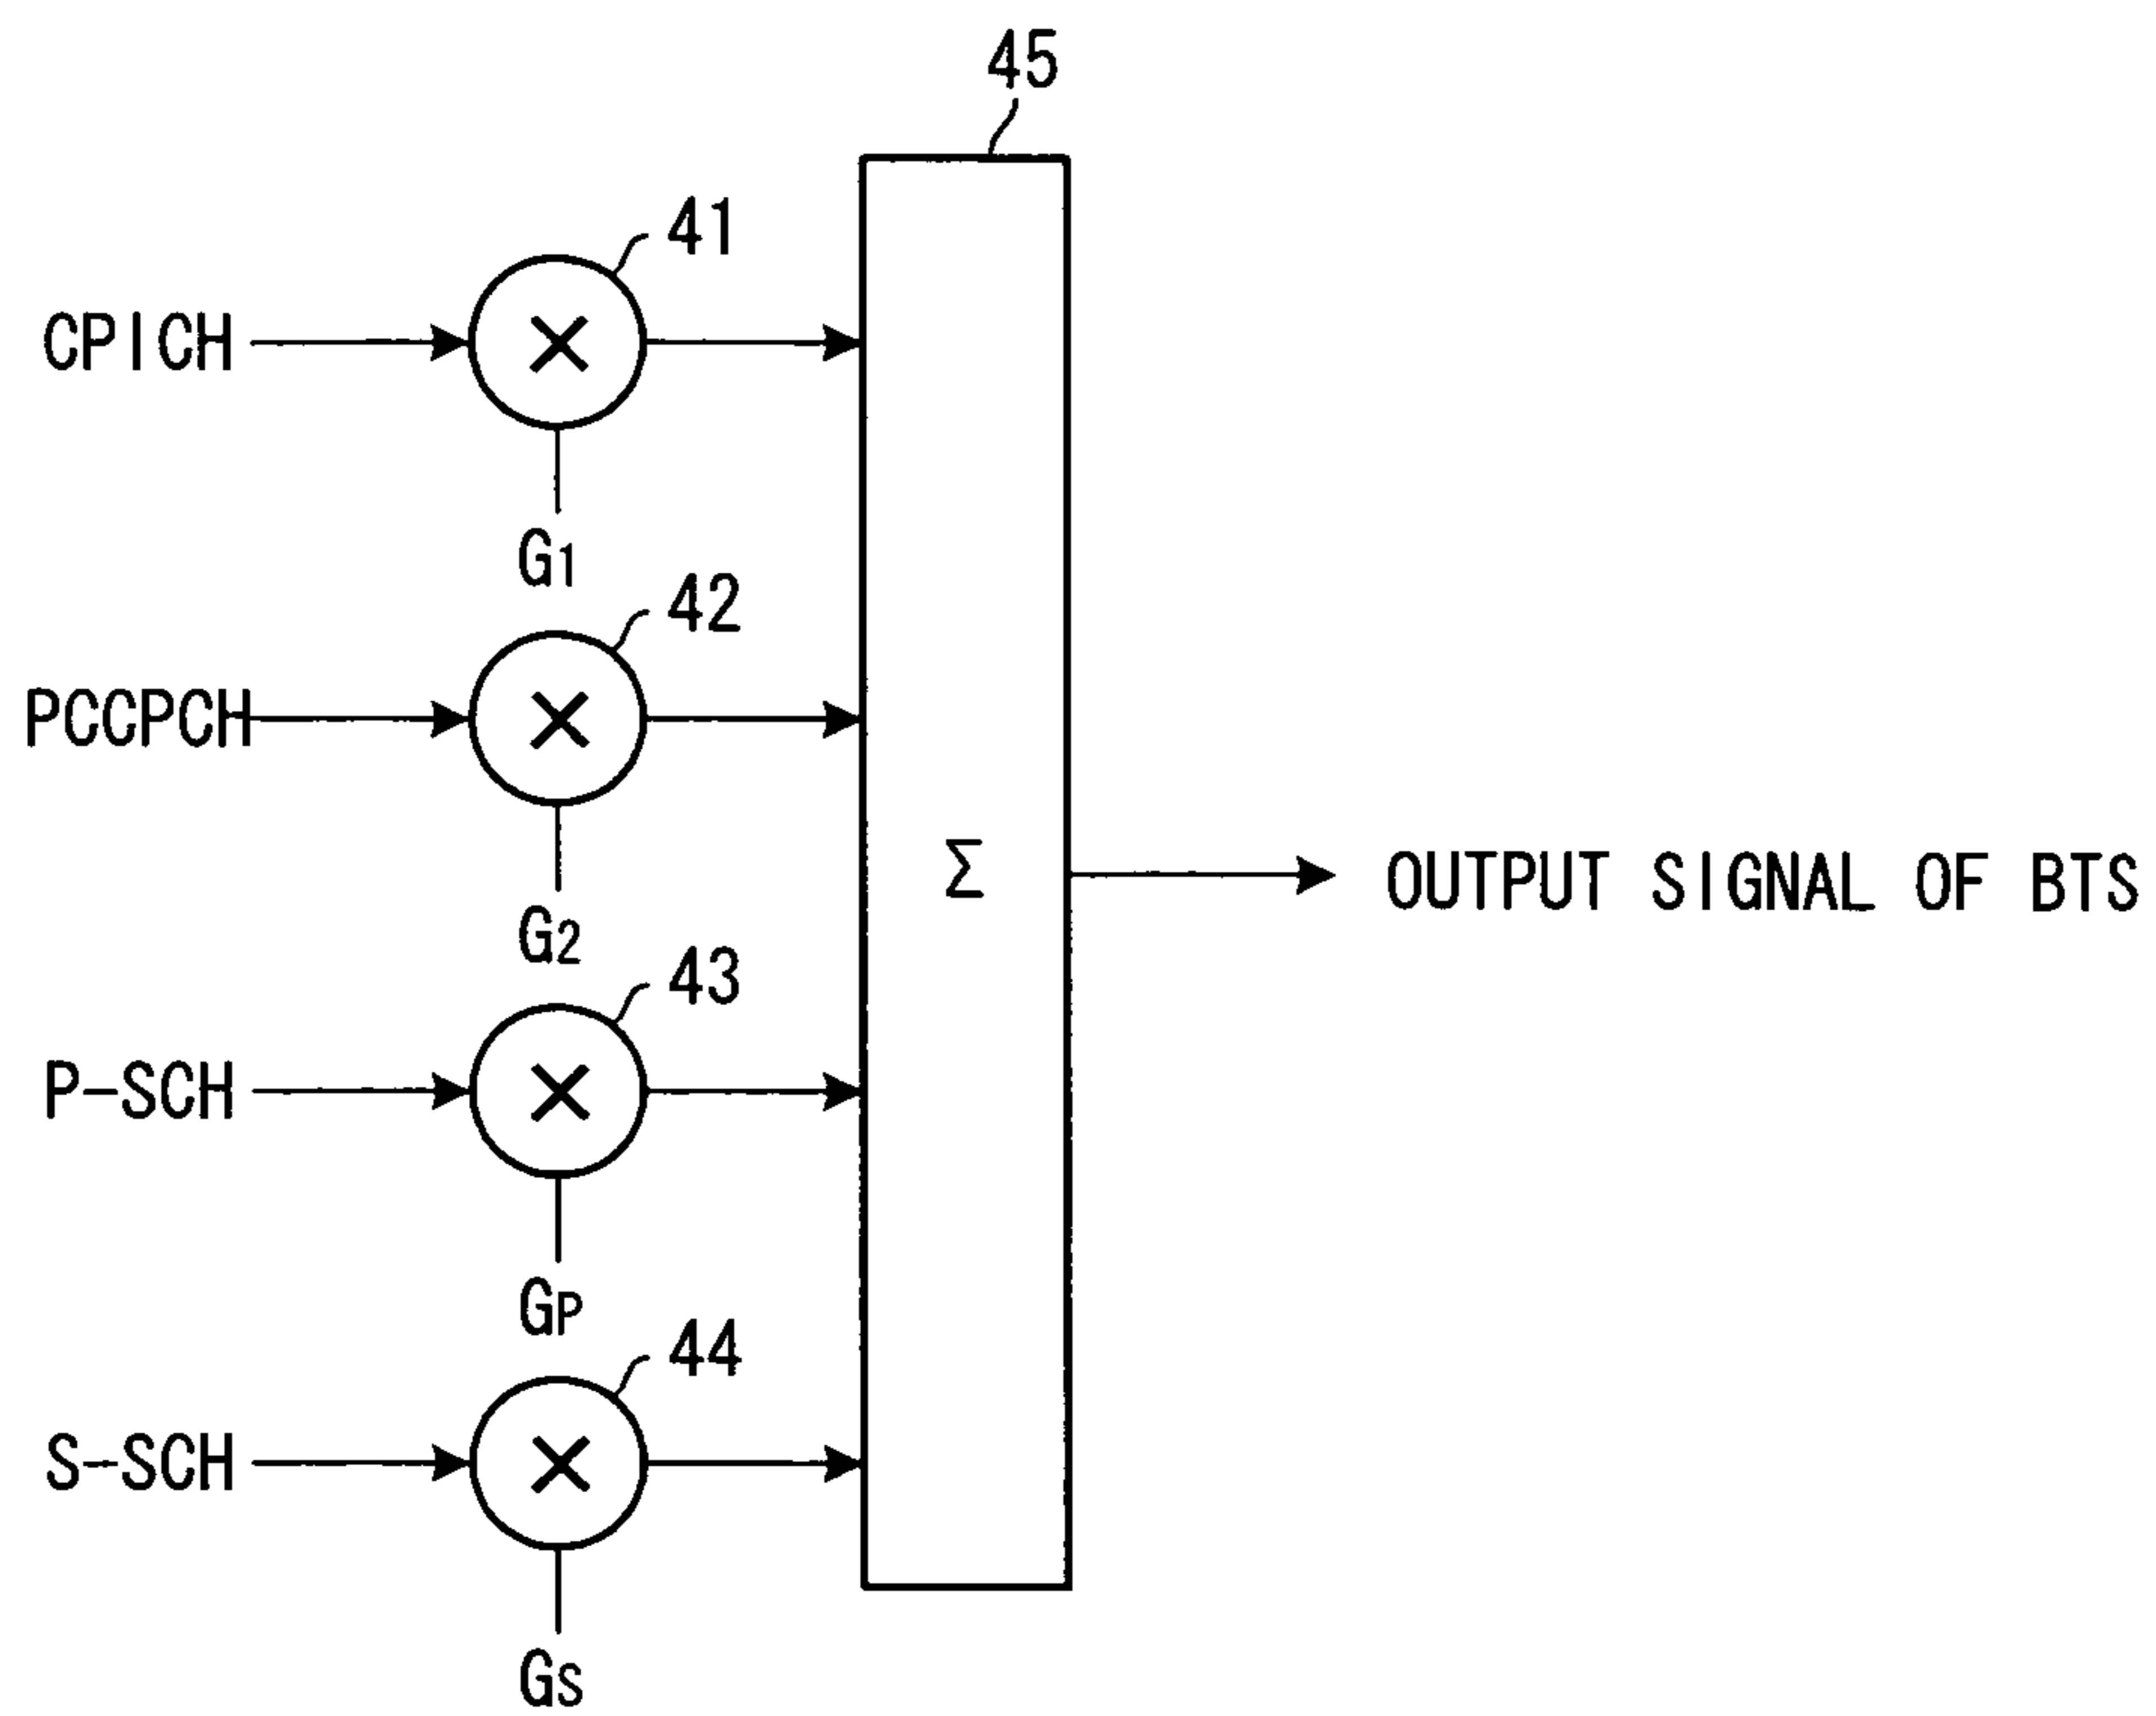 45
41
CPICH
×
G1
42
PCCPCH
×
G2
Σ
OUTPUT SIGNAL OF BTS
43
P-SCH
×
GP
44
S-SCH
×
GS